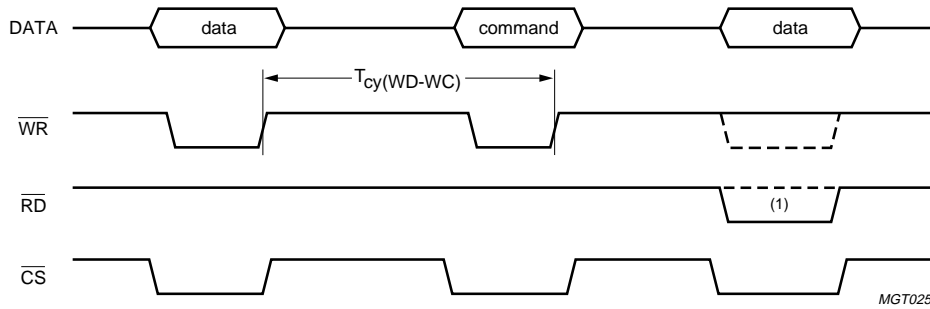 DATA data command data
Tcy(WD-WC)
WR
RD (1)
CS
MGT025